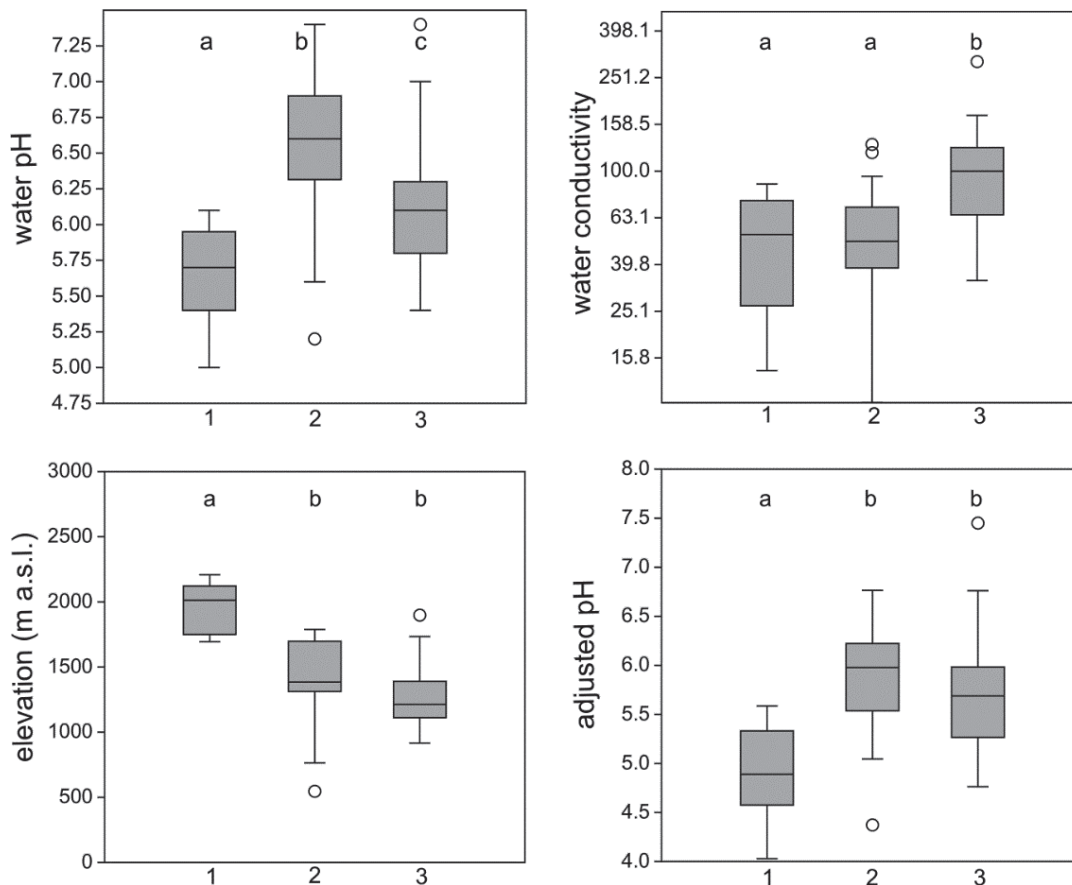 water pH
7.25
7.00
6.75
6.50
6.25
6.00
5.75
5.50
5.25
5.00
4.75
a b c
1 2 3
water conductivity
398.1
251.2
158.5
100.0
63.1
39.8
25.1
15.8
a a b
1 2 3
elevation (m a.s.l.)
3000
2500
2000
1500
1000
500
0
a b b
1 2 3
adjusted pH
8.0
7.5
7.0
6.5
6.0
5.5
5.0
4.5
4.0
a b b
1 2 3